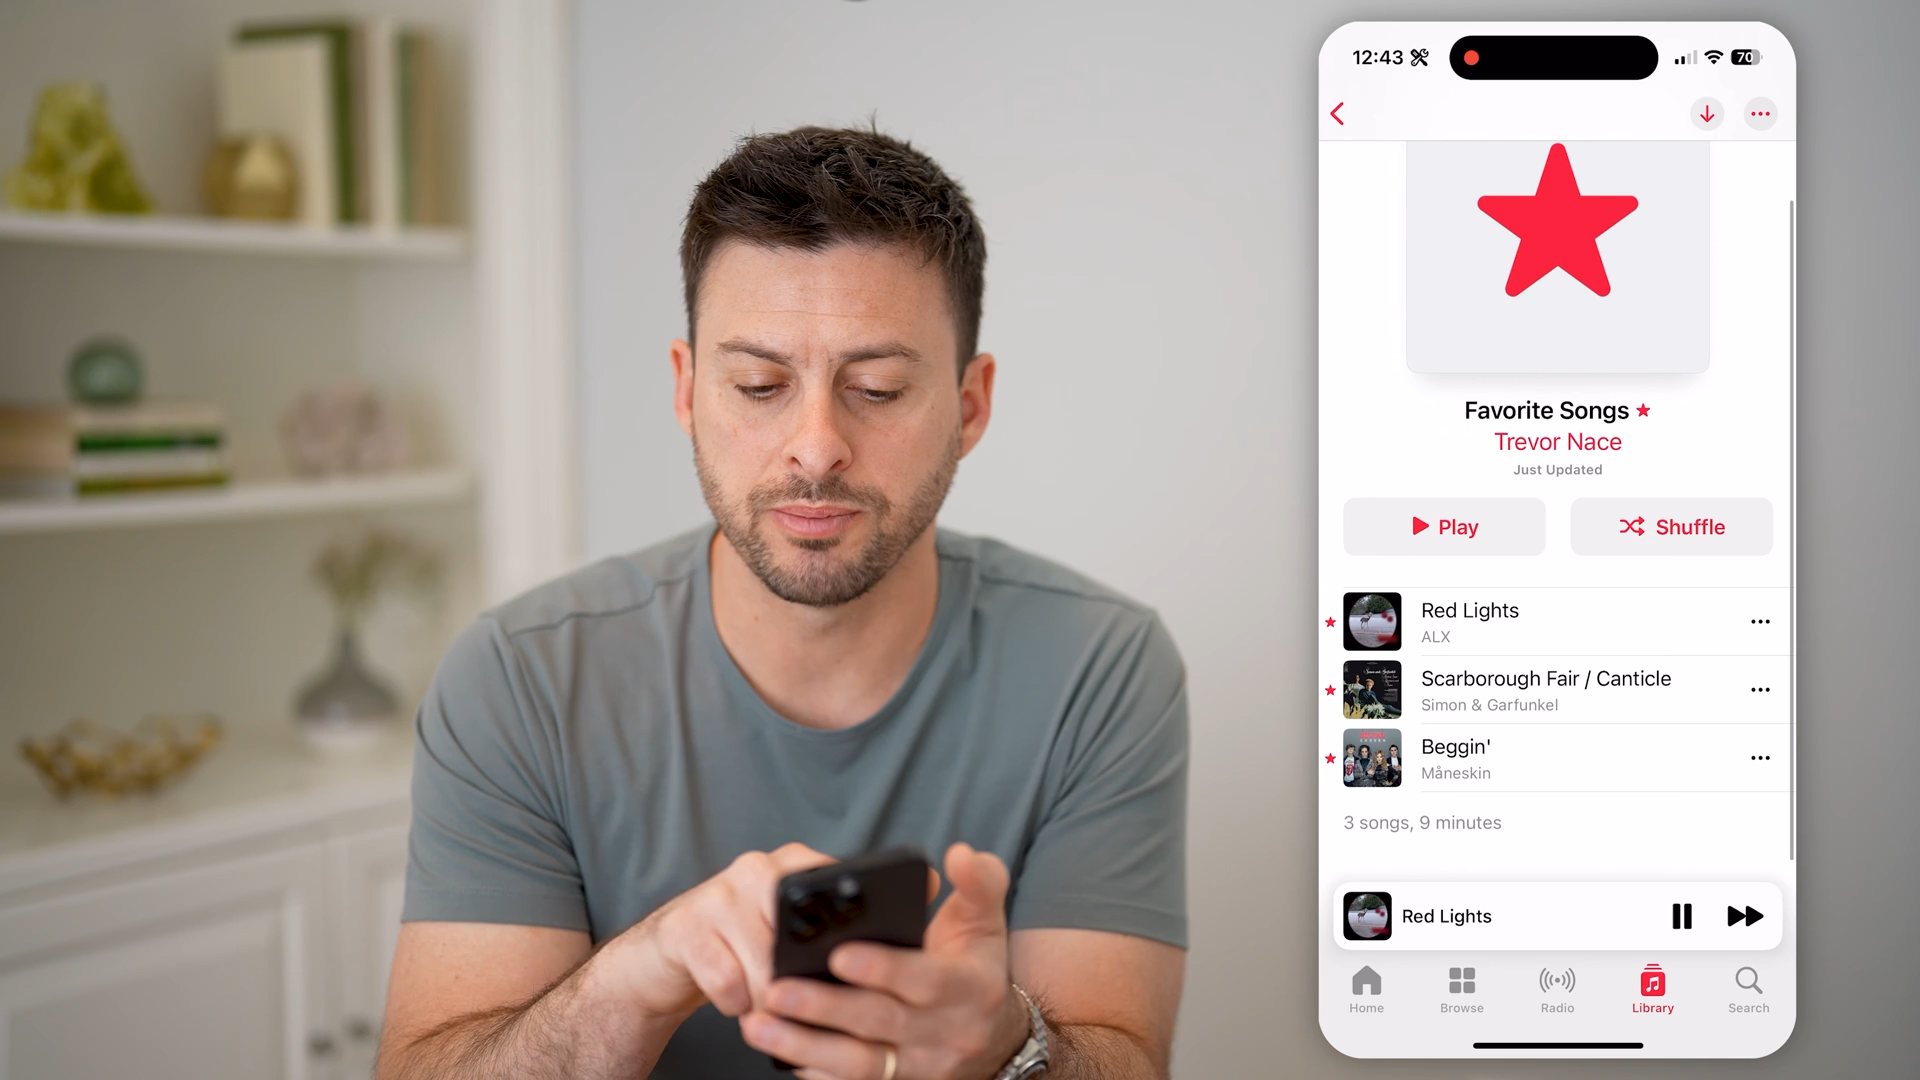 12:43
70
Favorite Songs
Trevor Nace
Just Updated
Play
Shuffle
Red Lights
ALX
Scarborough Fair / Canticle
Simon & Garfunkel
Beggin'
Måneskin
3 songs, 9 minutes
Red Lights
Home
Browse
Radio
Library
Search